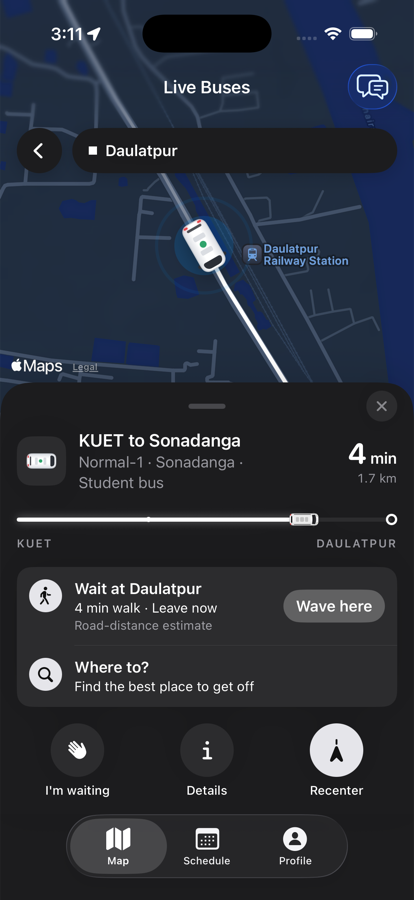 3:11
Live Buses
Daulatpur
Daulatpur
Railway Station
Maps
Legal
KUET to Sonadanga
Normal-1 · Sonadanga ·
Student bus
4 min
1.7 km
KUET
DAULATPUR
Wait at Daulatpur
4 min walk · Leave now
Road-distance estimate
Wave here
Where to?
Find the best place to get off
I'm waiting
Details
Recenter
Map
Schedule
Profile